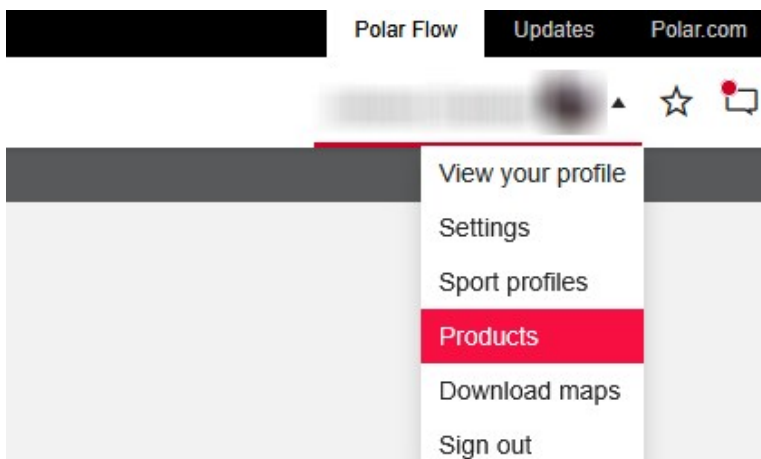 Polar Flow Updates Polar.com
View your profile
Settings
Sport profiles
Products
Download maps
Sign out